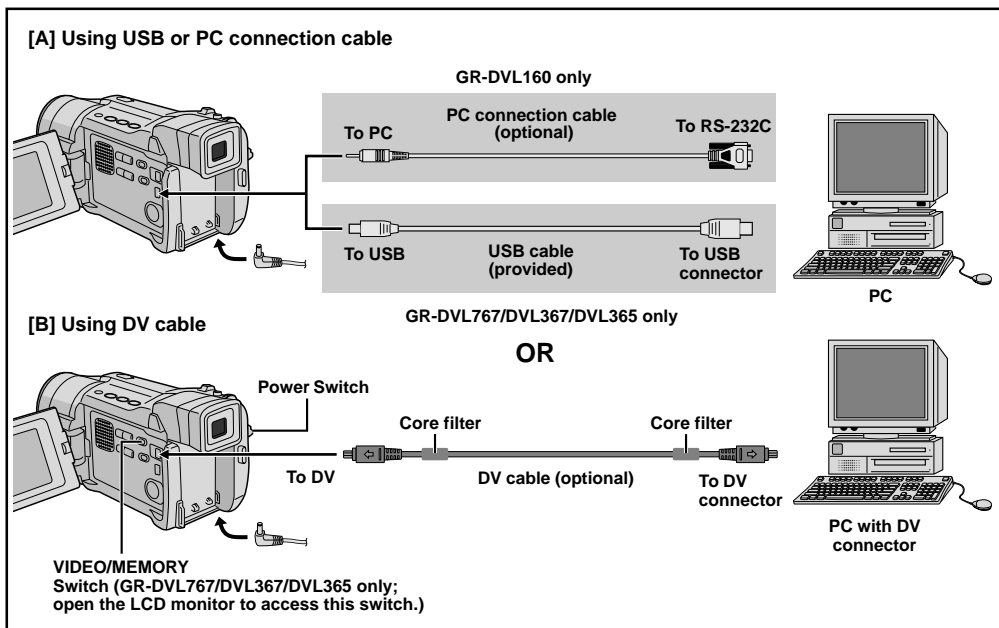 [A] Using USB or PC connection cable
GR-DVL160 only
PC connection cable
(optional)
To PC
To RS-232C
To USB
USB cable
(provided)
To USB
connector
PC
GR-DVL767/DVL367/DVL365 only
[B] Using DV cable
OR
Power Switch
Core filter
Core filter
To DV
DV cable (optional)
To DV
connector
PC with DV
connector
VIDEO/MEMORY
Switch (GR-DVL767/DVL367/DVL365 only;
open the LCD monitor to access this switch.)